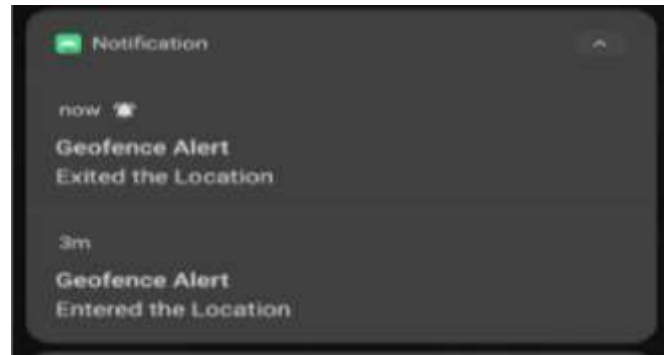 Notification
now
Geofence Alert
Exited the Location
3m
Geofence Alert
Entered the Location